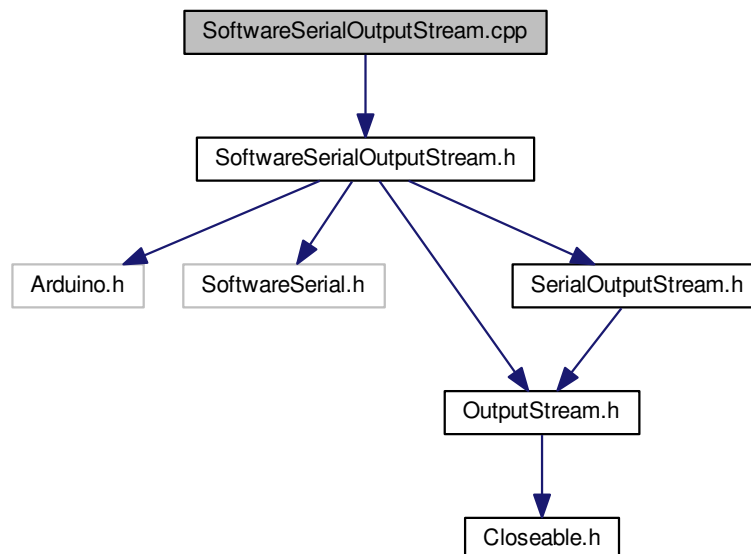 SoftwareSerialOutputStream.cpp
SoftwareSerialOutputStream.h
Arduino.h
SoftwareSerial.h
SerialOutputStream.h
OutputStream.h
Closeable.h